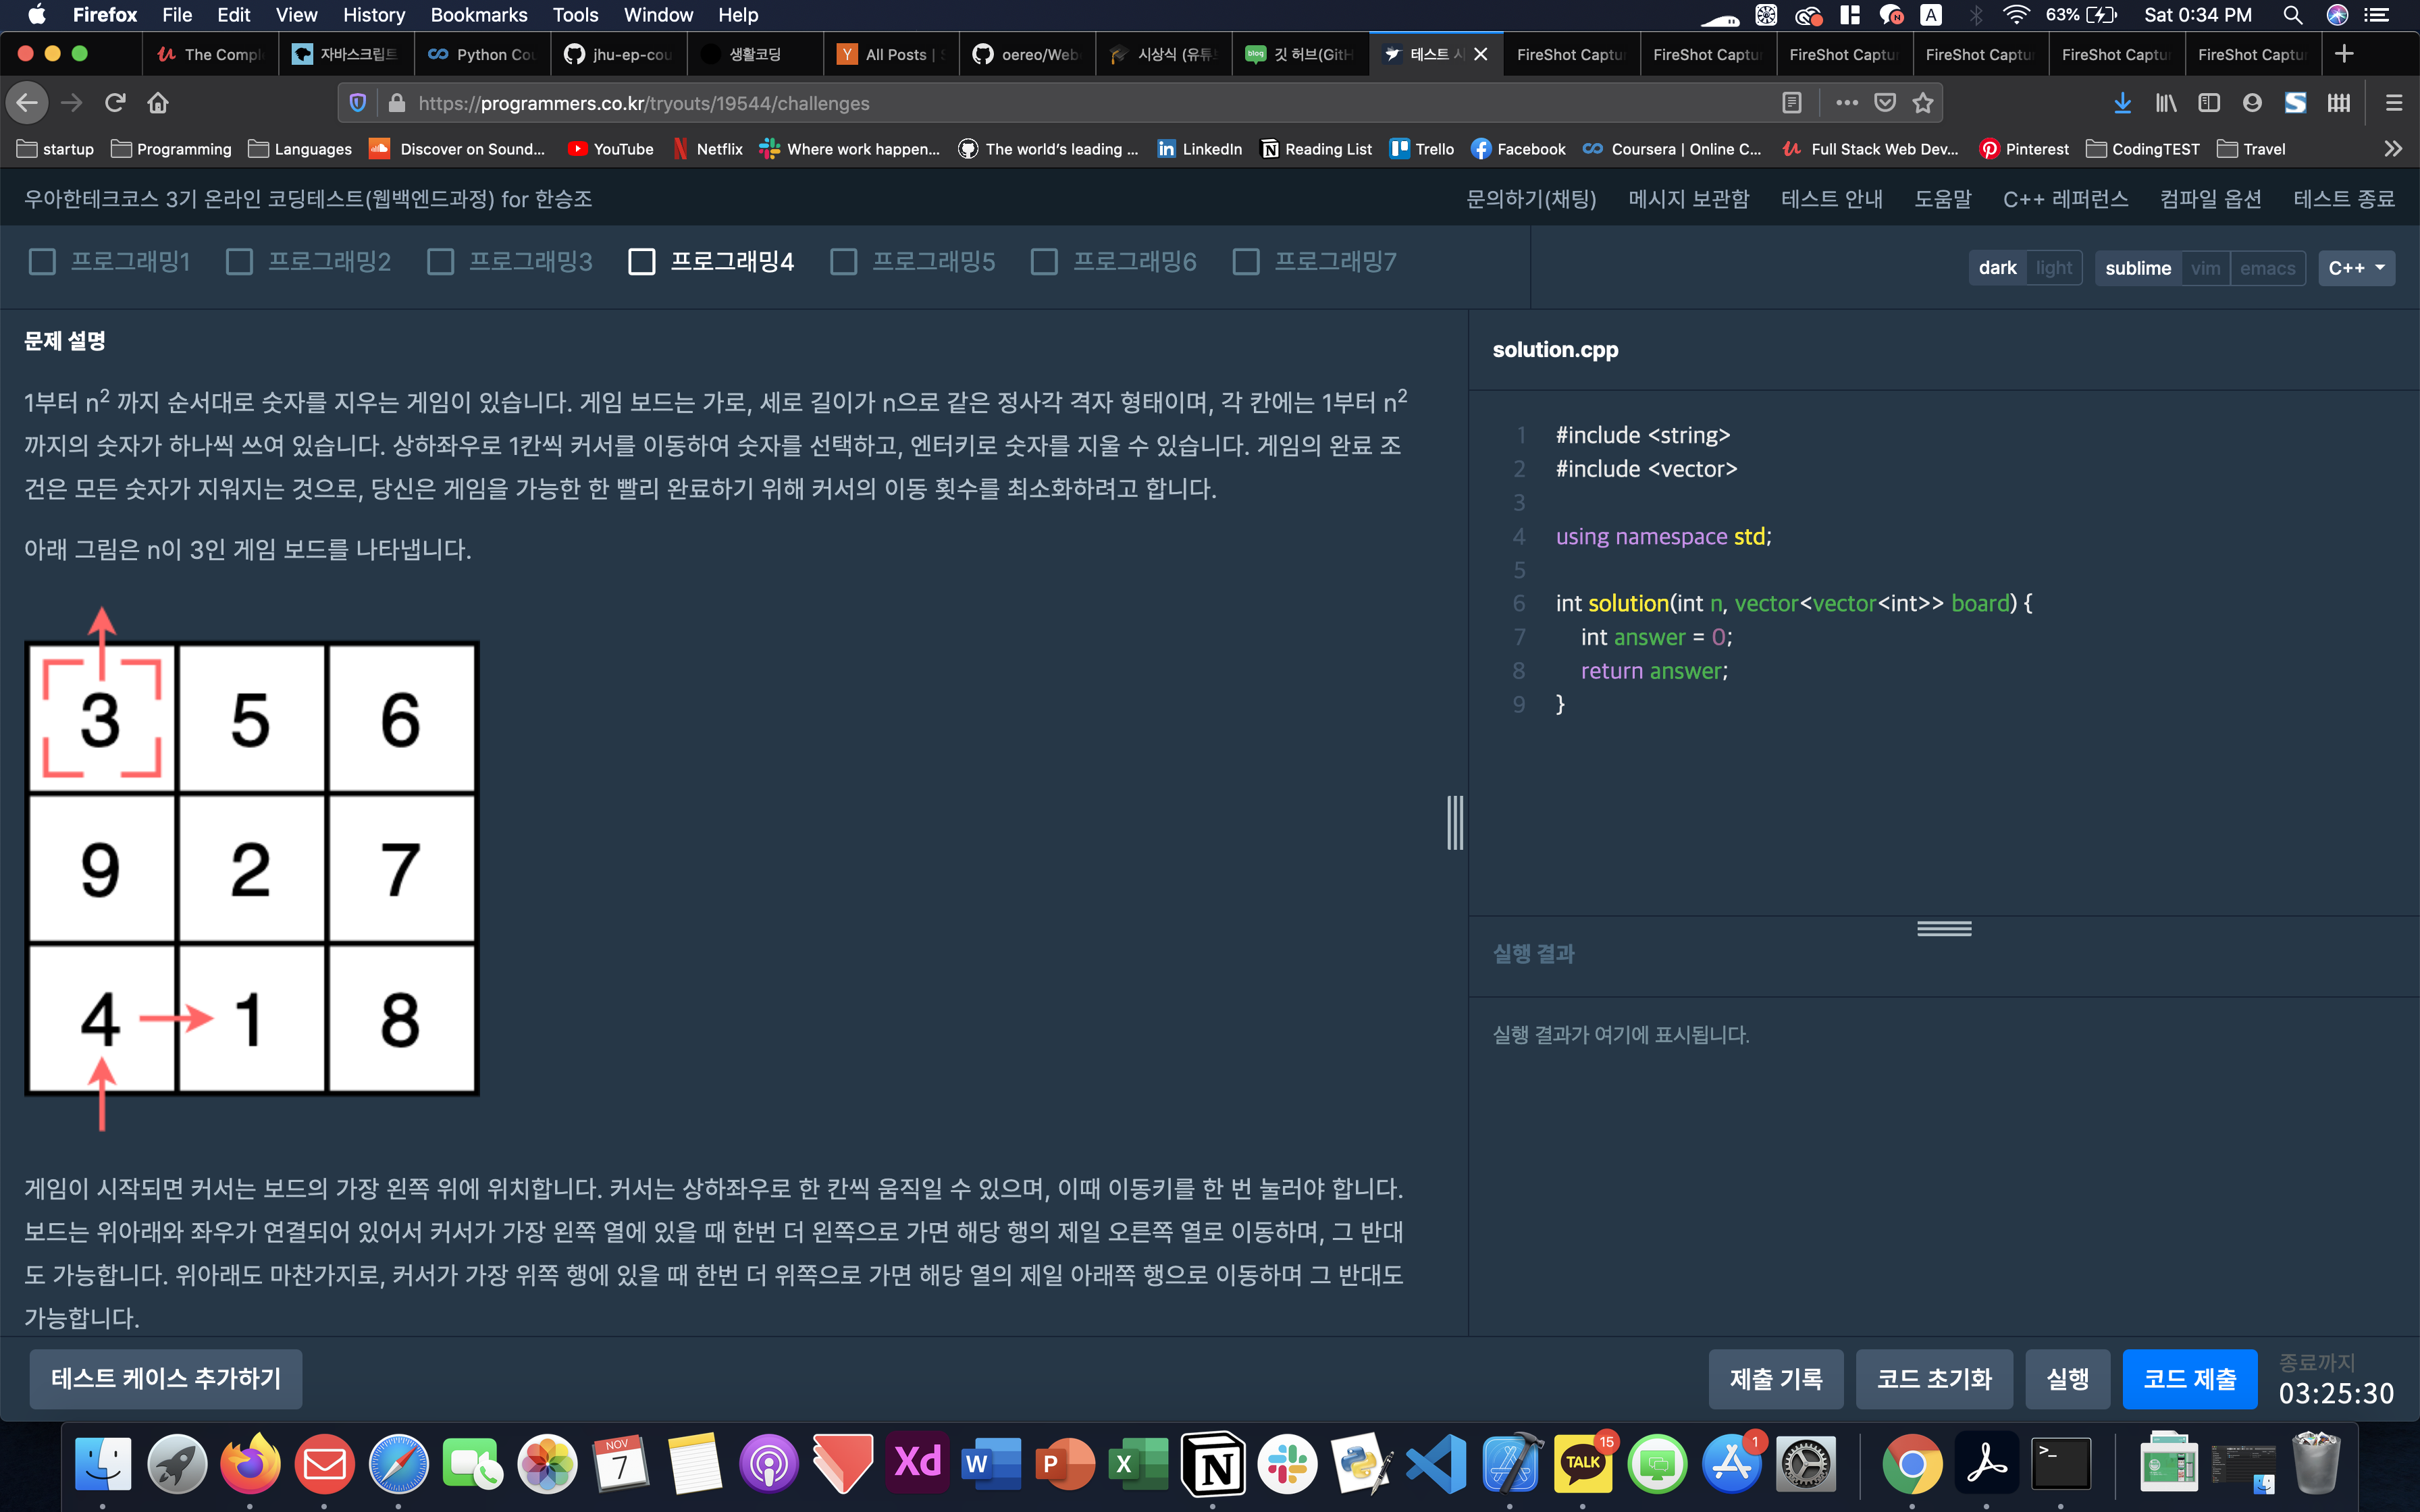 Firefox File Edit View History Bookmarks Tools Window Help A 63% Sat 0:34 PM
The Compl 자바스크립트 Python Cou jhu-ep-cou 생활코딩 All Posts | oereo/Web 시상식 (유튜 깃 허브(GitH 테스트 시 FireShot Captu FireShot Captu FireShot Captu FireShot Captu FireShot Captu FireShot Captu
https://programmers.co.kr/tryouts/19544/challenges
startup Programming Languages Discover on Sound... YouTube Netflix Where work happen... The world's leading ... LinkedIn Reading List Trello Facebook Coursera | Online C... Full Stack Web Dev... Pinterest CodingTEST Travel
우아한테크코스 3기 온라인 코딩테스트(웹백엔드과정) for 한승조
문의하기(채팅) 메시지 보관함 테스트 안내 도움말 C++ 레퍼런스 컴파일 옵션 테스트 종료
프로그래밍1 프로그래밍2 프로그래밍3 프로그래밍4 프로그래밍5 프로그래밍6 프로그래밍7
dark light sublime vim emacs C++
문제 설명
1부터 n² 까지 순서대로 숫자를 지우는 게임이 있습니다. 게임 보드는 가로, 세로 길이가 n으로 같은 정사각 격자 형태이며, 각 칸에는 1부터 n²
까지의 숫자가 하나씩 쓰여 있습니다. 상하좌우로 1칸씩 커서를 이동하여 숫자를 선택하고, 엔터키로 숫자를 지울 수 있습니다. 게임의 완료 조
건은 모든 숫자가 지워지는 것으로, 당신은 게임을 가능한 한 빨리 완료하기 위해 커서의 이동 횟수를 최소화하려고 합니다.
아래 그림은 n이 3인 게임 보드를 나타냅니다.
3 5 6
9 2 7
4 1 8
게임이 시작되면 커서는 보드의 가장 왼쪽 위에 위치합니다. 커서는 상하좌우로 한 칸씩 움직일 수 있으며, 이때 이동키를 한 번 눌러야 합니다.
보드는 위아래와 좌우가 연결되어 있어서 커서가 가장 왼쪽 열에 있을 때 한번 더 왼쪽으로 가면 해당 행의 제일 오른쪽 열로 이동하며, 그 반대
도 가능합니다. 위아래도 마찬가지로, 커서가 가장 위쪽 행에 있을 때 한번 더 위쪽으로 가면 해당 열의 제일 아래쪽 행으로 이동하며 그 반대도
가능합니다.
solution.cpp
1 #include <string>
2 #include <vector>
3
4 using namespace std;
5
6 int solution(int n, vector<vector<int>> board) {
7 int answer = 0;
8 return answer;
9 }
실행 결과
실행 결과가 여기에 표시됩니다.
테스트 케이스 추가하기 제출 기록 코드 초기화 실행 코드 제출
종료까지
03:25:30
NOV 7 Xd W P X N TALK 15 1 >_